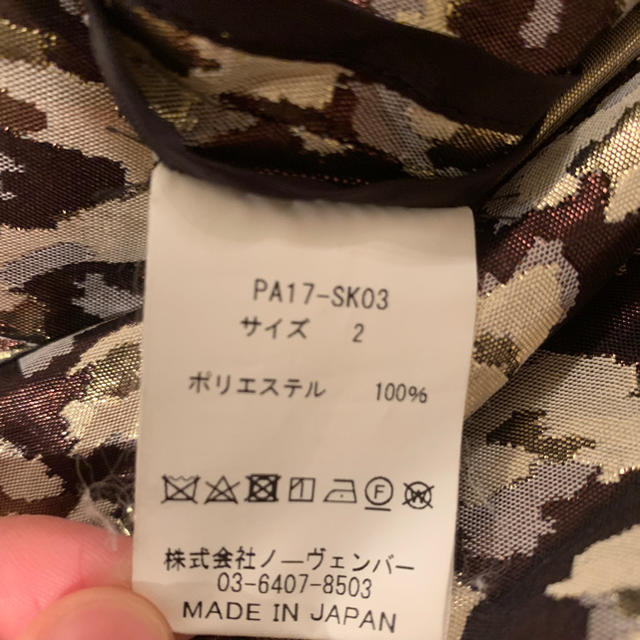 PA17-SK03
サイズ 2
ポリエステル 100%
F W
株式会社ノーヴェンバー
03-6407-8503
MADE IN JAPAN